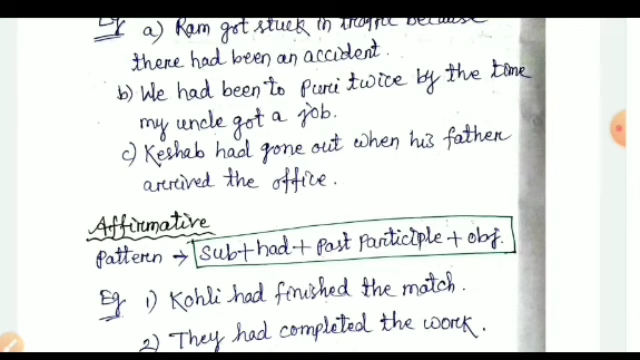 Eg a) Ram got stuck in traffic because
there had been an accident.
b) We had been to Puri twice by the time
my uncle got a job.
c) Keshab had gone out when his father
arrived the office.
Affirmative
Pattern → Sub + had + Past Participle + obj.
Eg 1) Kohli had finished the match.
2) They had completed the work.